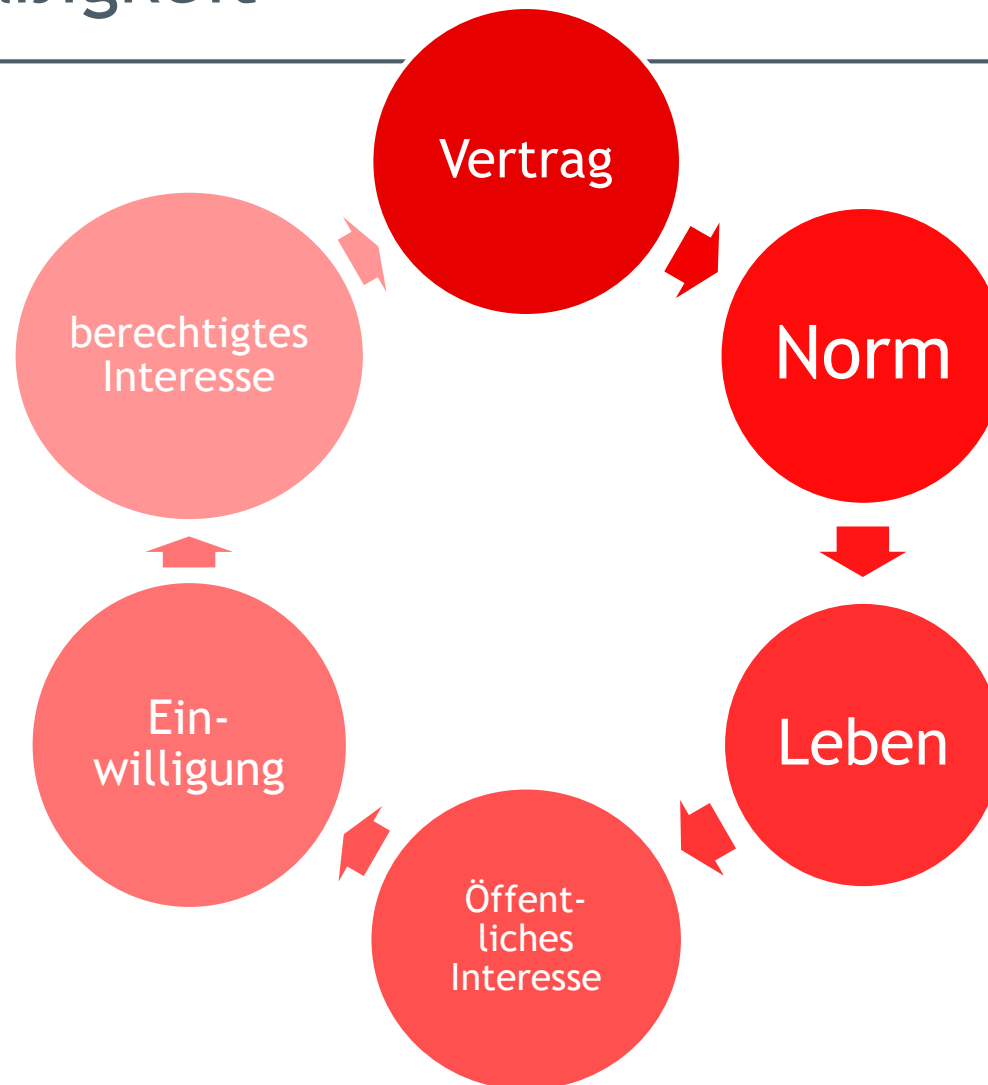 Vertrag
Norm
Leben
Öffent-
liches
Interesse
Ein-
willigung
berechtigtes
Interesse